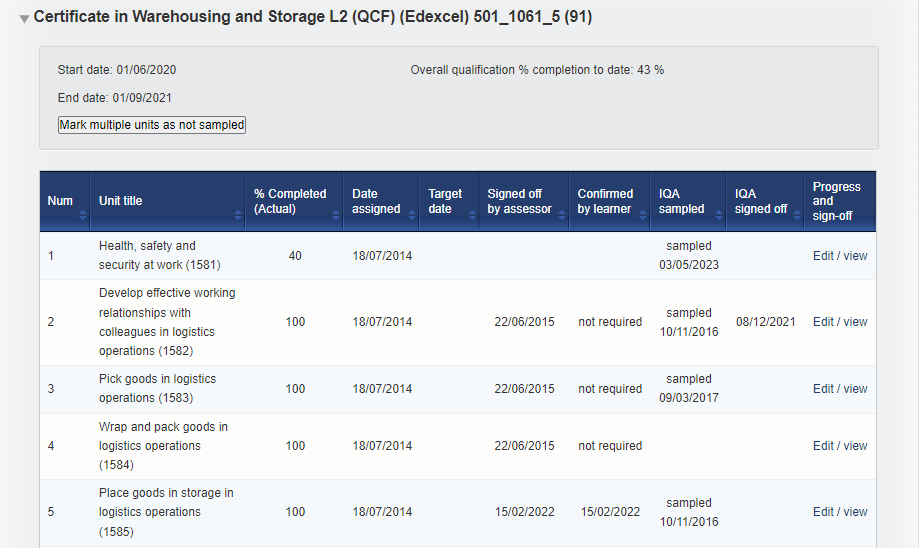 Certificate in Warehousing and Storage L2 (QCF) (Edexcel) 501_1061_5 (91)
Start date: 01/06/2020
Overall qualification % completion to date: 43 %
End date: 01/09/2021
Mark multiple units as not sampled
Num
Unit title
% Completed
(Actual)
Date
assigned
Target
date
Signed off
by assessor
Confirmed
by learner
IQA
sampled
IQA
signed off
Progress
and
sign-off
1
Health, safety and
security at work (1581)
40
18/07/2014
sampled
03/05/2023
Edit / view
2
Develop effective working
relationships with
colleagues in logistics
operations (1582)
100
18/07/2014
22/06/2015
not required
sampled
10/11/2016
08/12/2021
Edit / view
3
Pick goods in logistics
operations (1583)
100
18/07/2014
22/06/2015
not required
sampled
09/03/2017
Edit / view
4
Wrap and pack goods in
logistics operations
(1584)
100
18/07/2014
22/06/2015
not required
Edit / view
5
Place goods in storage in
logistics operations
(1585)
100
18/07/2014
15/02/2022
15/02/2022
sampled
10/11/2016
Edit / view